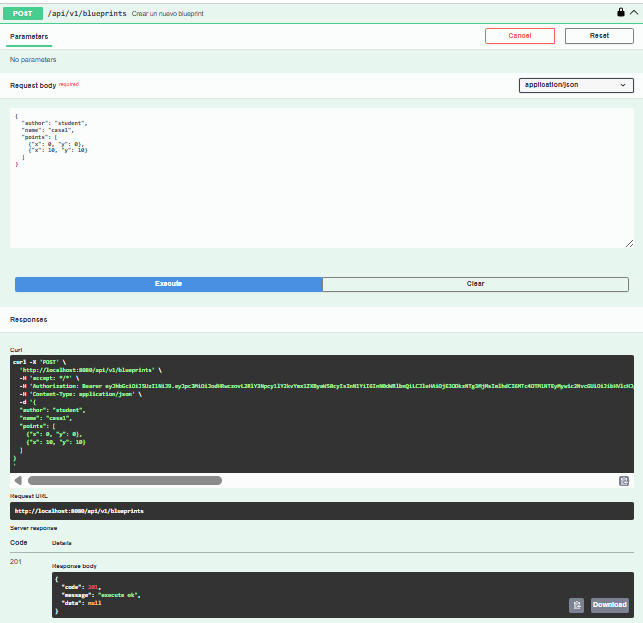 POST /api/v1/blueprints Crear un nuevo blueprint
Parameters
Cancel
Reset
No parameters
Request body required
application/json
{
"author": "student",
"name": "casa1",
"points": [
{"x": 0, "y": 0},
{"x": 10, "y": 10}
]
}
Execute
Clear
Responses
Curl
curl -X 'POST' \
'http://localhost:8080/api/v1/blueprints' \
-H 'accept: */*' \
-H 'Authorization: Bearer
-H 'Content-Type: application/json' \
-d '{
"author": "student",
"name": "casa1",
"points": [
{"x": 0, "y": 0},
{"x": 10, "y": 10}
]
}
'
Request URL
http://localhost:8080/api/v1/blueprints
Server response
Code Details
201
Response body
{
"code": 201,
"message": "execute ok",
"data": null
}
Download